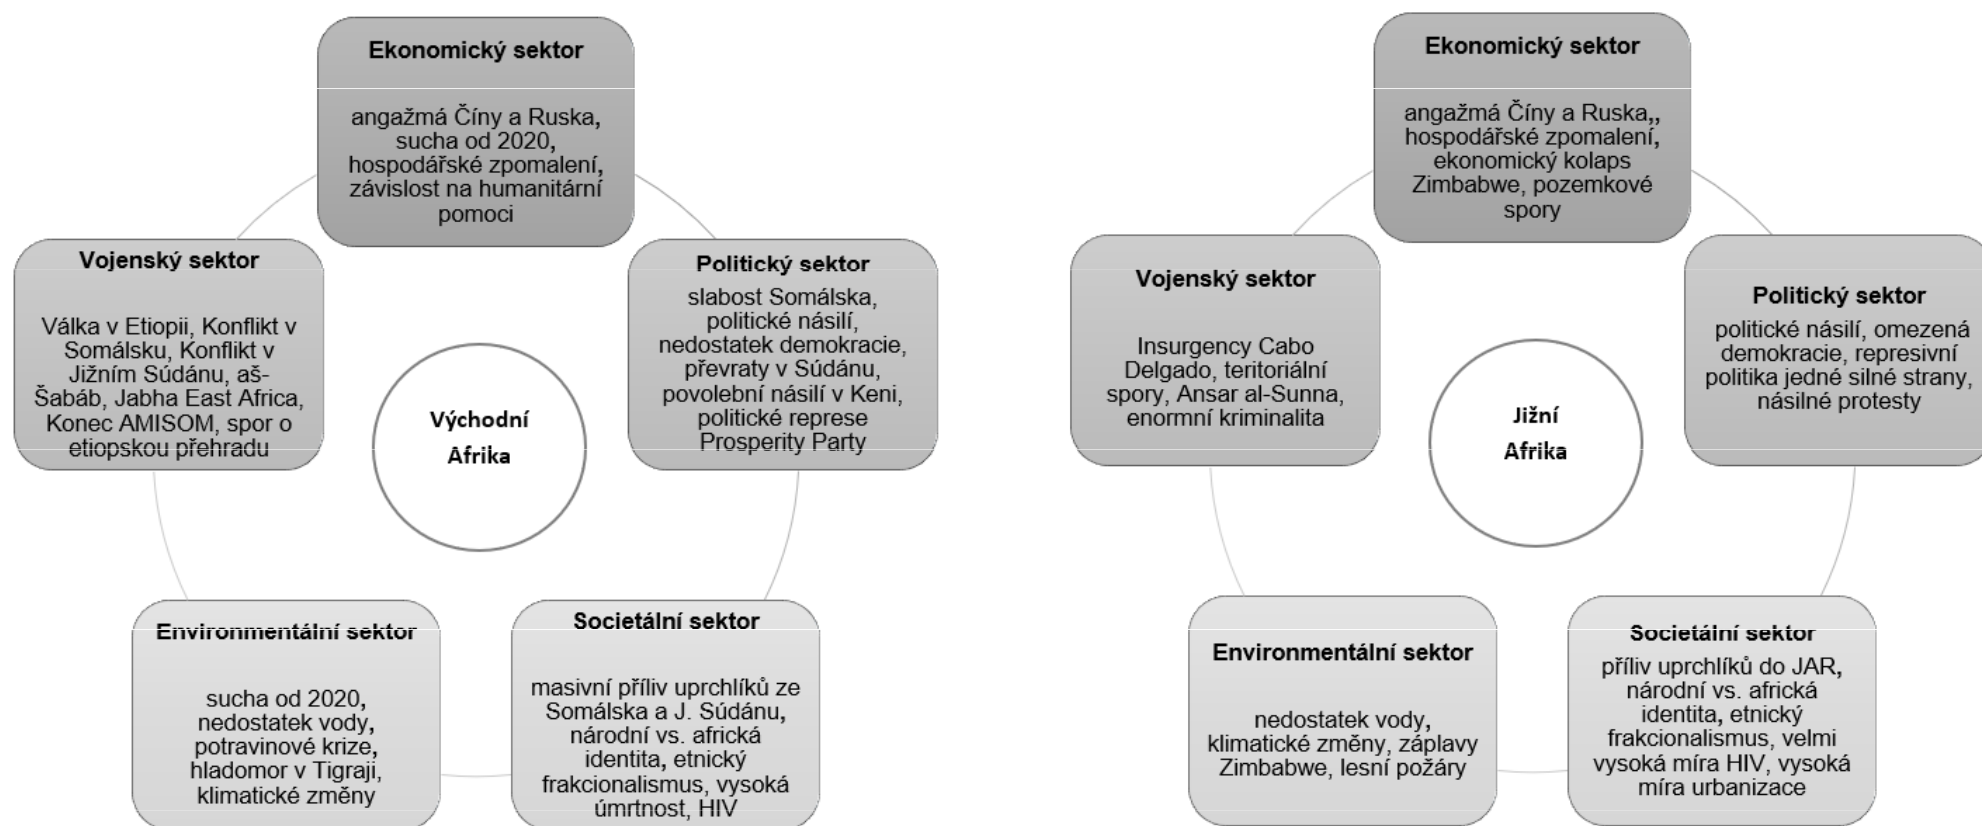 Ekonomický sektor
angažmá Číny a Ruska,
sucha od 2020,
hospodářské zpomalení,
závislost na humanitární
pomoci
Vojenský sektor
Válka v Etiopii, Konflikt v
Somálsku, Konflikt v
Jižním Súdánu, aš-
Šabáb, Jabha East Africa,
Konec AMISOM, spor o
etiopskou přehradu
Politický sektor
slabost Somálska,
politické násilí,
nedostatek demokracie,
převraty v Súdánu,
povolební násilí v Keni,
politické represe
Prosperity Party
Východní
Afrika
Environmentální sektor
sucha od 2020,
nedostatek vody,
potravinové krize,
hladomor v Tigraji,
klimatické změny
Societální sektor
masivní příliv uprchlíků ze
Somálska a J. Súdánu,
národní vs. africká
identita, etnický
frakcionalismus, vysoká
úmrtnost, HIV
Ekonomický sektor
angažmá Číny a Ruska,,
hospodářské zpomalení,
ekonomický kolaps
Zimbabwe, pozemkové
spory
Vojenský sektor
Insurgency Cabo
Delgado, teritoriální
spory, Ansar al-Sunna,
enormní kriminalita
Politický sektor
politické násilí, omezená
demokracie, represivní
politika jedné silné strany,
násilné protesty
Jižní
Afrika
Environmentální sektor
nedostatek vody,
klimatické změny, záplavy
Zimbabwe, lesní požáry
Societální sektor
příliv uprchlíků do JAR,
národní vs. africká
identita, etnický
frakcionalismus, velmi
vysoká míra HIV, vysoká
míra urbanizace